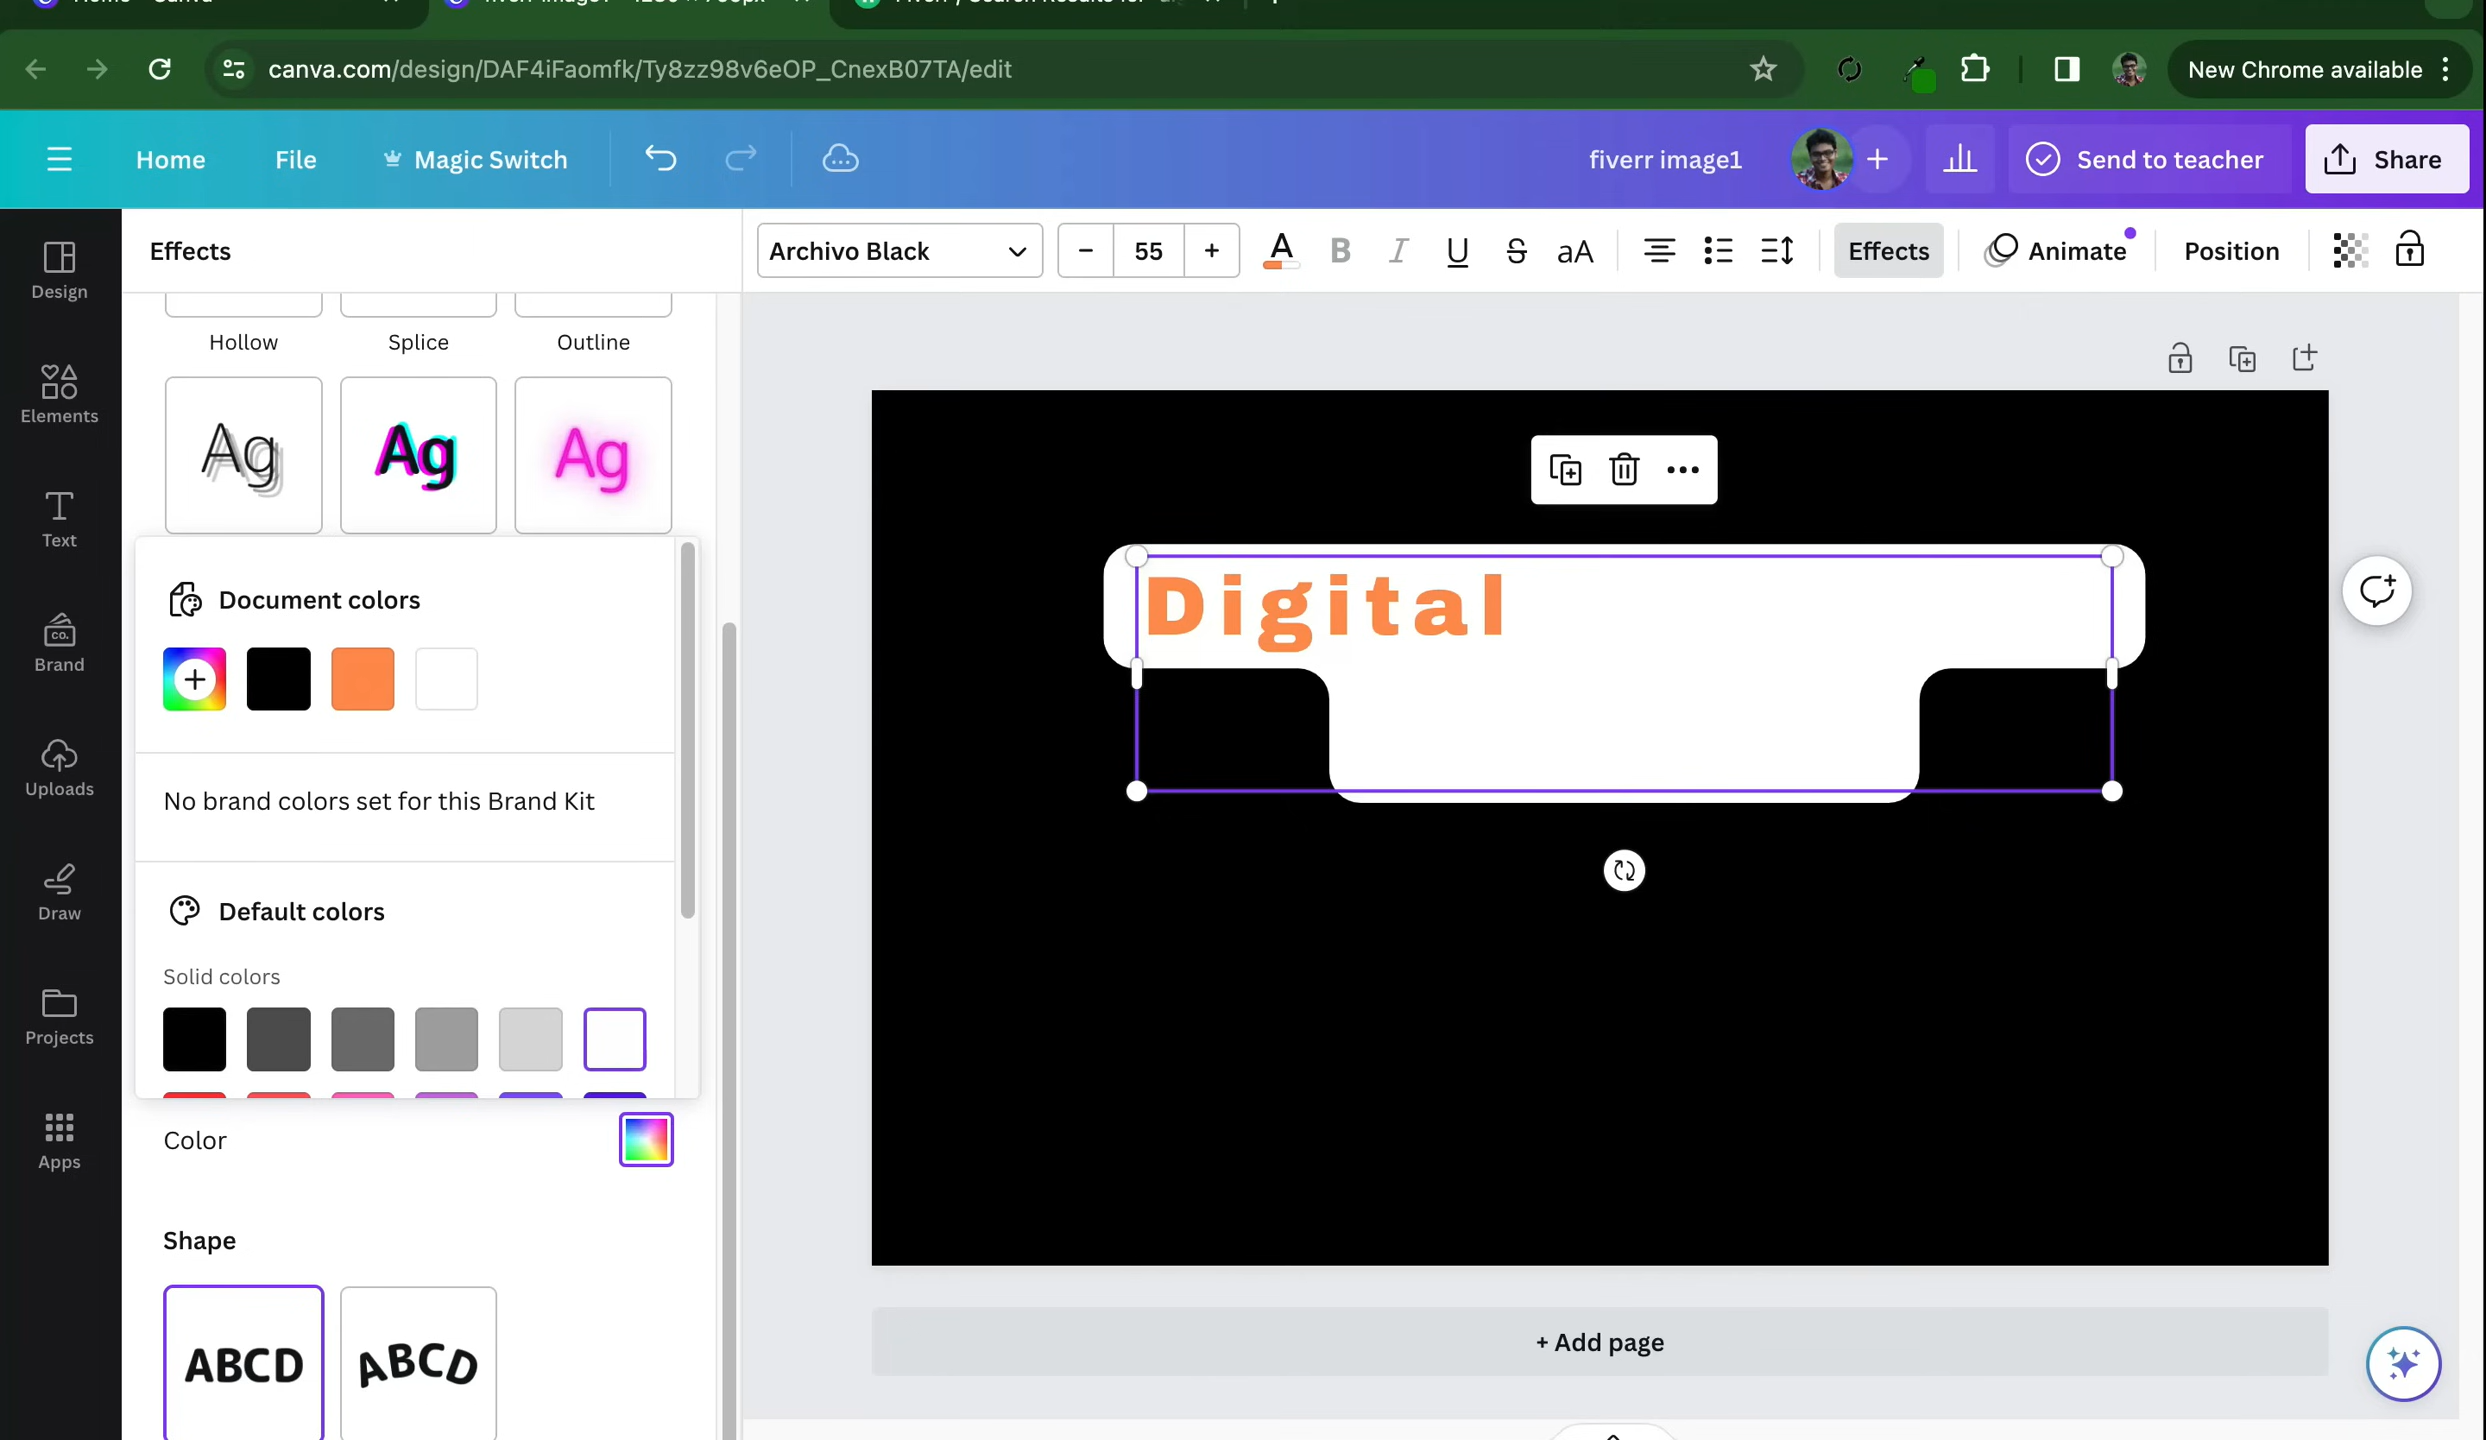 canva.com/design/DAF4iFaomfk/Ty8zz98v6eOP_CnexB07TA/edit
New Chrome available
Home
File
Magic Switch
fiverr image1
Send to teacher
Share
Design
Elements
Text
Brand
Uploads
Draw
Projects
Apps
CO.
Effects
Archivo Black
- 55 +
A B I U S aA
Effects
Animate
Position
Hollow
Splice
Outline
Ag
Ag
Ag
Document colors
No brand colors set for this Brand Kit
Default colors
Solid colors
Color
Shape
ABCD
ABCD
Digital
+ Add page